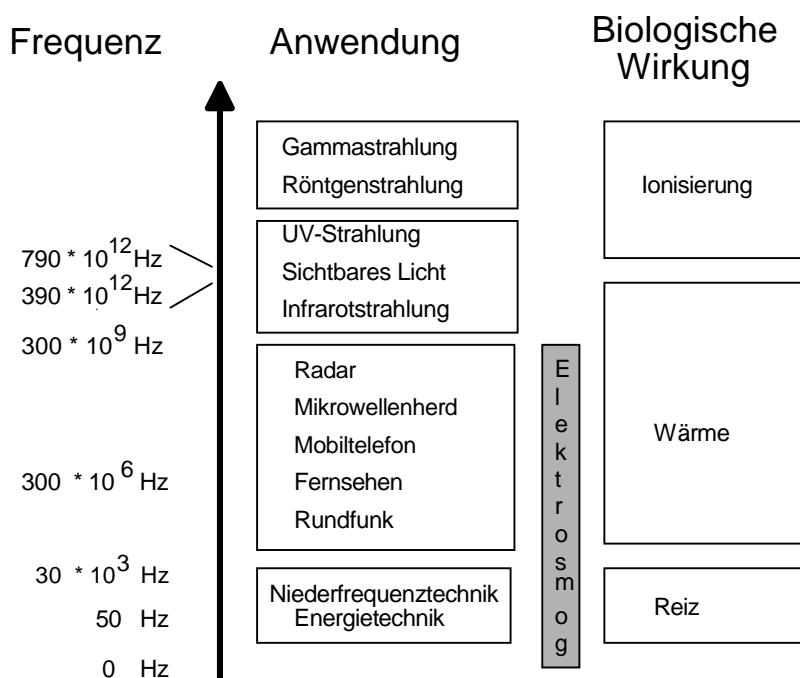 Frequenz
Anwendung
Biologische
Wirkung
Gammastrahlung
Röntgenstrahlung
Ionisierung
790 * 10^12 Hz
390 * 10^12 Hz
UV-Strahlung
Sichtbares Licht
Infrarotstrahlung
300 * 10^9 Hz
300 * 10^6 Hz
Radar
Mikrowellenherd
Mobiltelefon
Fernsehen
Rundfunk
Elektrosmog
Wärme
30 * 10^3 Hz
50 Hz
0 Hz
Niederfrequenztechnik
Energietechnik
Reiz